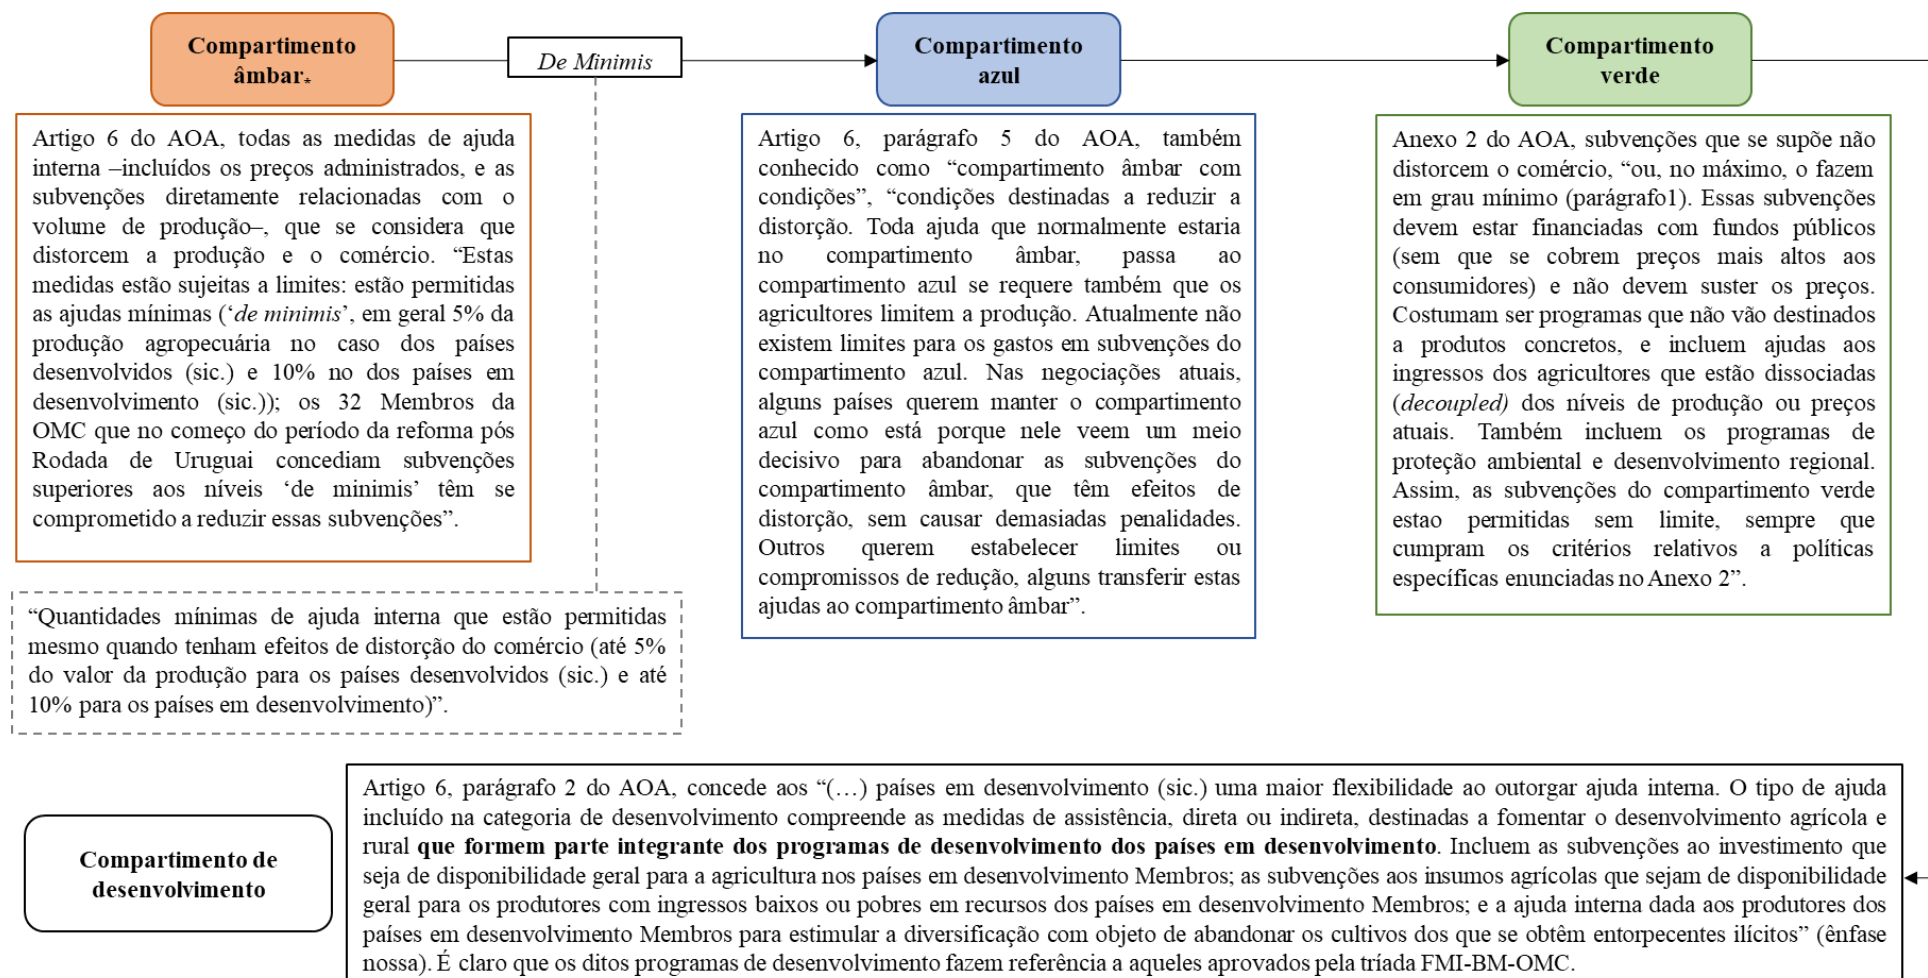 Compartimento
âmbar*
De Minimis
Compartimento
azul
Compartimento
verde
Artigo 6 do AOA, todas as medidas de ajuda
interna –incluídos os preços administrados, e as
subvenções diretamente relacionadas com o
volume de produção–, que se considera que
distorcem a produção e o comércio. “Estas
medidas estão sujeitas a limites: estão permitidas
as ajudas mínimas (‘de minimis’, em geral 5% da
produção agropecuária no caso dos países
desenvolvidos (sic.) e 10% no dos países em
desenvolvimento (sic.)); os 32 Membros da
OMC que no começo do período da reforma pós
Rodada de Uruguai concediam subvenções
superiores aos níveis ‘de minimis’ têm se
comprometido a reduzir essas subvenções”.
“Quantidades mínimas de ajuda interna que estão permitidas
mesmo quando tenham efeitos de distorção do comércio (até 5%
do valor da produção para os países desenvolvidos (sic.) e até
10% para os países em desenvolvimento)”.
Artigo 6, parágrafo 5 do AOA, também
conhecido como “compartimento âmbar com
condições”, “condições destinadas a reduzir a
distorção. Toda ajuda que normalmente estaria
no compartimento âmbar, passa ao
compartimento azul se requere também que os
agricultores limitem a produção. Atualmente não
existem limites para os gastos em subvenções do
compartimento azul. Nas negociações atuais,
alguns países querem manter o compartimento
azul como está porque nele veem um meio
decisivo para abandonar as subvenções do
compartimento âmbar, que têm efeitos de
distorção, sem causar demasiadas penalidades.
Outros querem estabelecer limites ou
compromissos de redução, alguns transferir estas
ajudas ao compartimento âmbar”.
Anexo 2 do AOA, subvenções que se supõe não
distorcem o comércio, “ou, no máximo, o fazem
em grau mínimo (parágrafo1). Essas subvenções
devem estar financiadas com fundos públicos
(sem que se cobrem preços mais altos aos
consumidores) e não devem suster os preços.
Costumam ser programas que não vão destinados
a produtos concretos, e incluem ajudas aos
ingressos dos agricultores que estão dissociadas
(decoupled) dos níveis de produção ou preços
atuais. Também incluem os programas de
proteção ambiental e desenvolvimento regional.
Assim, as subvenções do compartimento verde
estao permitidas sem limite, sempre que
cumpram os critérios relativos a políticas
específicas enunciadas no Anexo 2”.
Compartimento de
desenvolvimento
Artigo 6, parágrafo 2 do AOA, concede aos “(…) países em desenvolvimento (sic.) uma maior flexibilidade ao outorgar ajuda interna. O tipo de ajuda
incluído na categoria de desenvolvimento compreende as medidas de assistência, direta ou indireta, destinadas a fomentar o desenvolvimento agrícola e
rural que formem parte integrante dos programas de desenvolvimento dos países em desenvolvimento. Incluem as subvenções ao investimento que
seja de disponibilidade geral para a agricultura nos países em desenvolvimento Membros; as subvenções aos insumos agrícolas que sejam de disponibilidade
geral para os produtores com ingressos baixos ou pobres em recursos dos países em desenvolvimento Membros; e a ajuda interna dada aos produtores dos
países em desenvolvimento Membros para estimular a diversificação com objeto de abandonar os cultivos dos que se obtêm entorpecentes ilícitos” (ênfase
nossa). É claro que os ditos programas de desenvolvimento fazem referência a aqueles aprovados pela tríada FMI-BM-OMC.